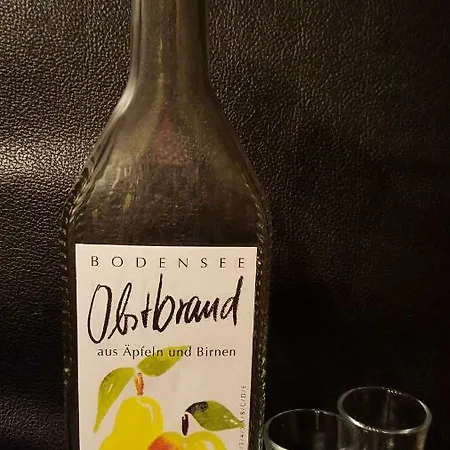 BODENSEE
Obstbrand
aus Äpfeln und Birnen